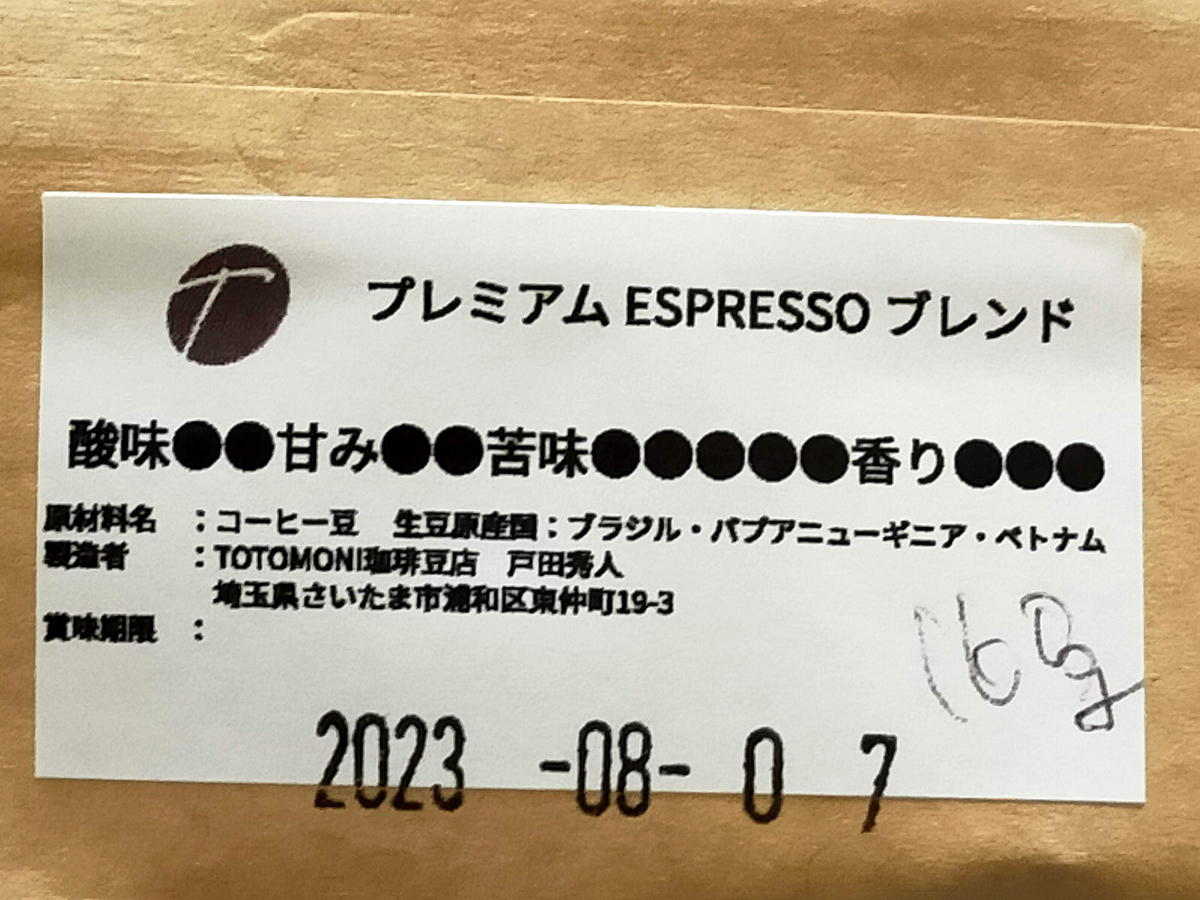 T
プレミアム ESPRESSO ブレンド
酸味●●甘み●●苦味●●●●●香り●●●
原材料名 ：コーヒー豆 生豆原産国：ブラジル・パプアニューギニア・ベトナム
製造者 ：TOTOMONI珈琲豆店 戸田秀人
埼玉県さいたま市浦和区東仲町19-3
賞味期限 ：
2023 -08- 0 7